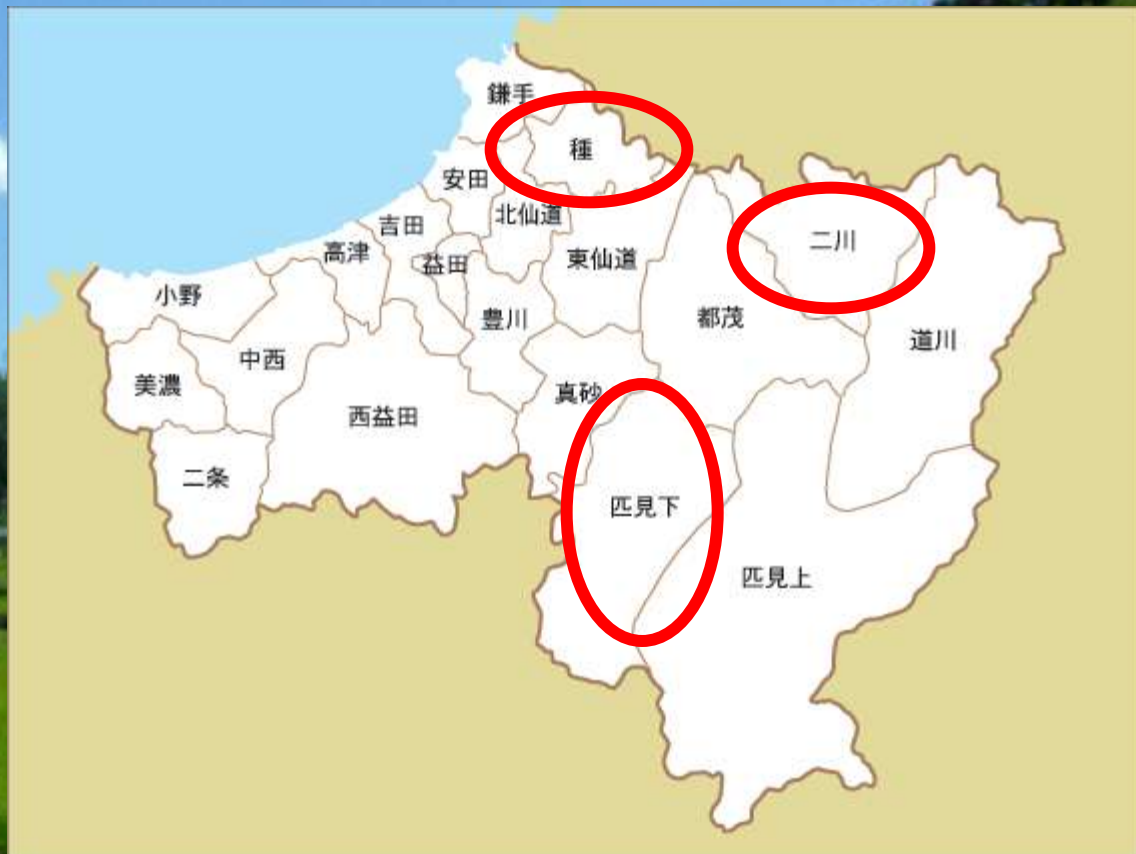 鎌手
種
安田
北仙道
吉田
二川
高津
益田
東仙道
小野
豊川
都茂
道川
中西
美濃
真砂
西益田
二条
匹見下
匹見上